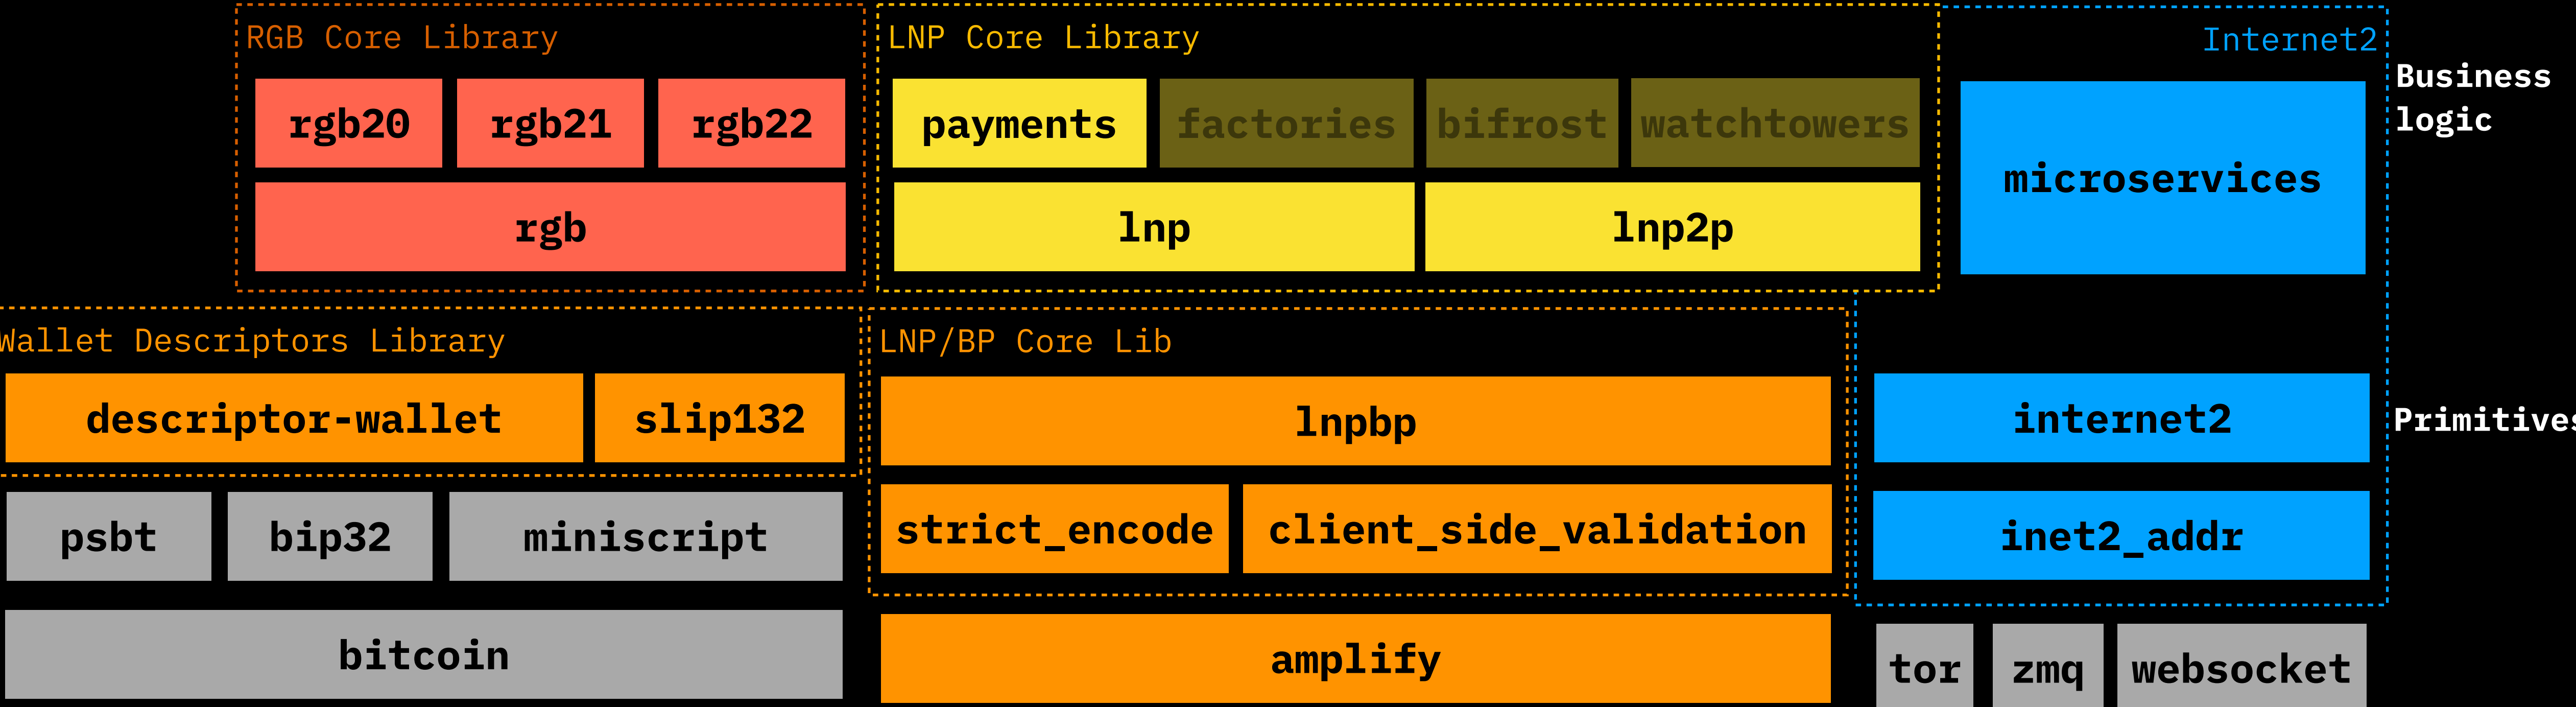 RGB Core Library
LNP Core Library
Internet2
Business
logic
rgb20 rgb21 rgb22
payments factories bifrost watchtowers
microservices
rgb
lnp lnp2p
Wallet Descriptors Library
LNP/BP Core Lib
descriptor-wallet slip132
lnpbp
internet2
Primitives
psbt bip32 miniscript
strict_encode client_side_validation
inet2_addr
bitcoin
amplify
tor zmq websocket